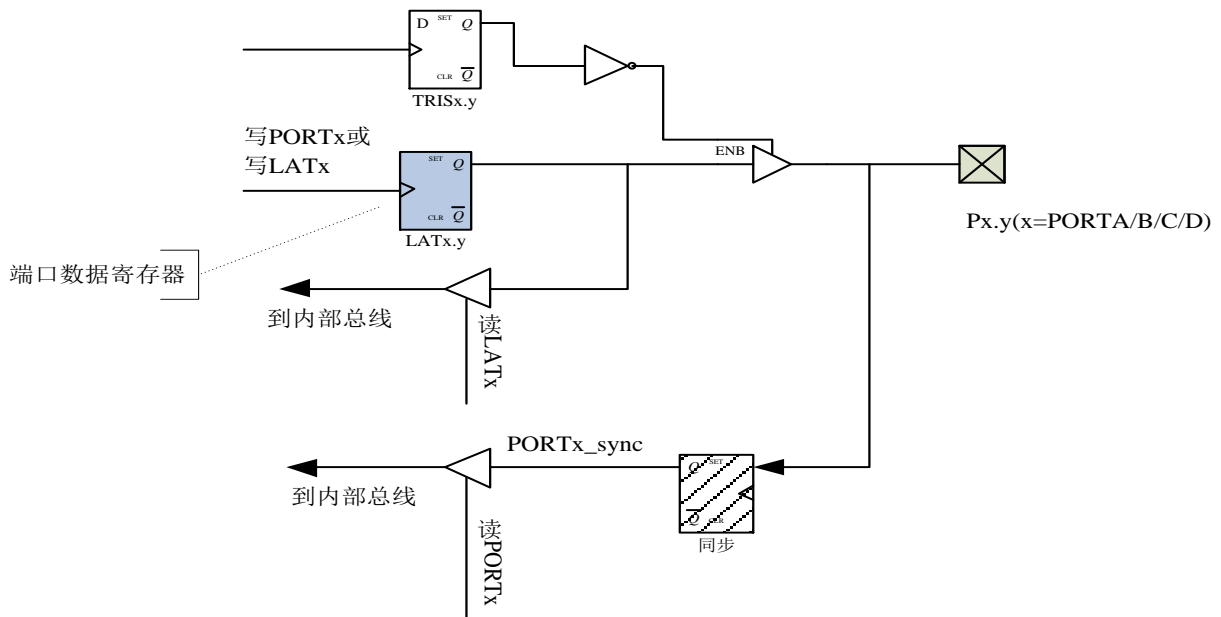 D SET Q
CLR Q
TRISx.y
写PORTx或
写LATx
SET Q
CLR Q
LATx.y
ENB
Px.y(x=PORTA/B/C/D)
端口数据寄存器
到内部总线
读LATx
PORTx_sync
Q SET
Q CLR
同步
到内部总线
读PORTx